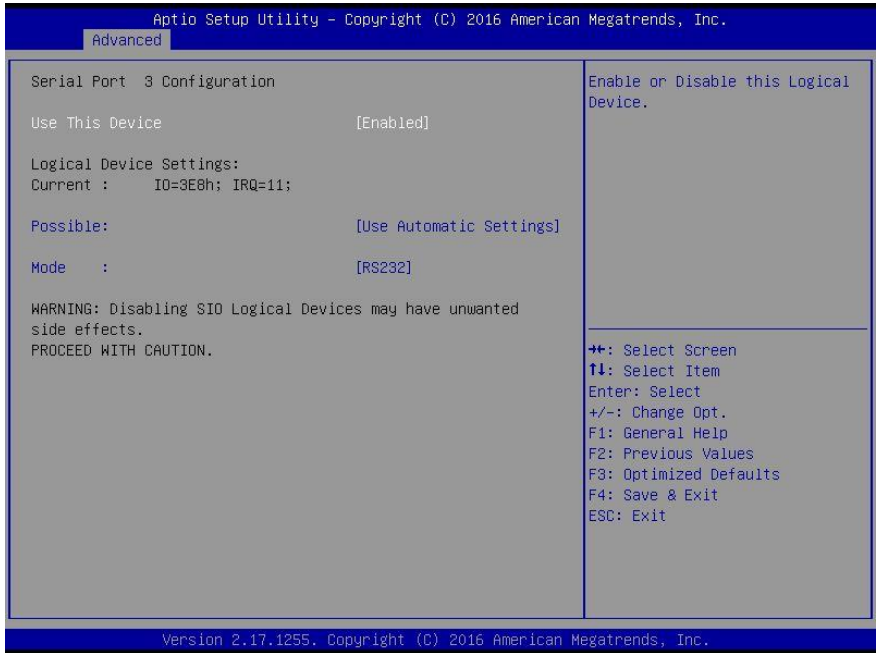 Aptio Setup Utility – Copyright (C) 2016 American Megatrends, Inc.
Advanced
Serial Port  3 Configuration
Use This Device [Enabled]
Logical Device Settings:
Current : IO=3E8h; IRQ=11;
Possible: [Use Automatic Settings]
Mode : [RS232]
WARNING: Disabling SIO Logical Devices may have unwanted
side effects.
PROCEED WITH CAUTION.
Enable or Disable this Logical
Device.
→←: Select Screen
↑↓: Select Item
Enter: Select
+/-: Change Opt.
F1: General Help
F2: Previous Values
F3: Optimized Defaults
F4: Save & Exit
ESC: Exit
Version 2.17.1255. Copyright (C) 2016 American Megatrends, Inc.